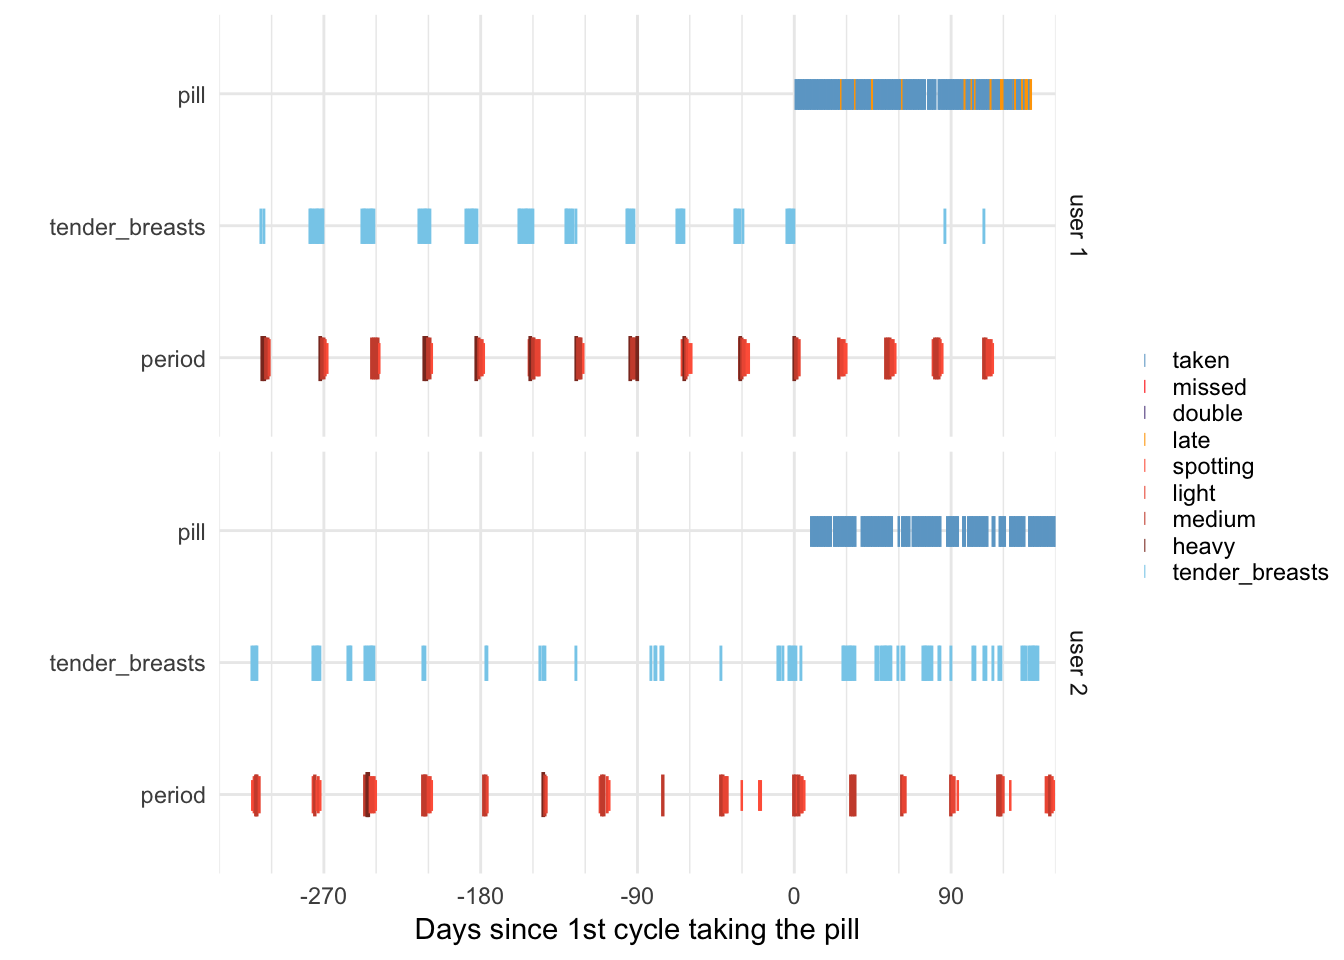 pill
tender_breasts
period
user 1
pill
tender_breasts
period
user 2
-270 -180 -90 0 90
Days since 1st cycle taking the pill
taken
missed
double
late
spotting
light
medium
heavy
tender_breasts